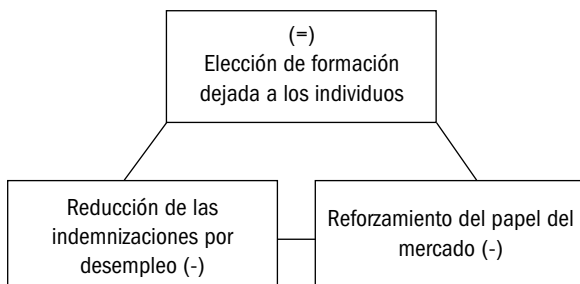 (=)
Elección de formación
dejada a los individuos
Reducción de las
indemnizaciones por
desempleo (-)
Reforzamiento del papel del
mercado (-)